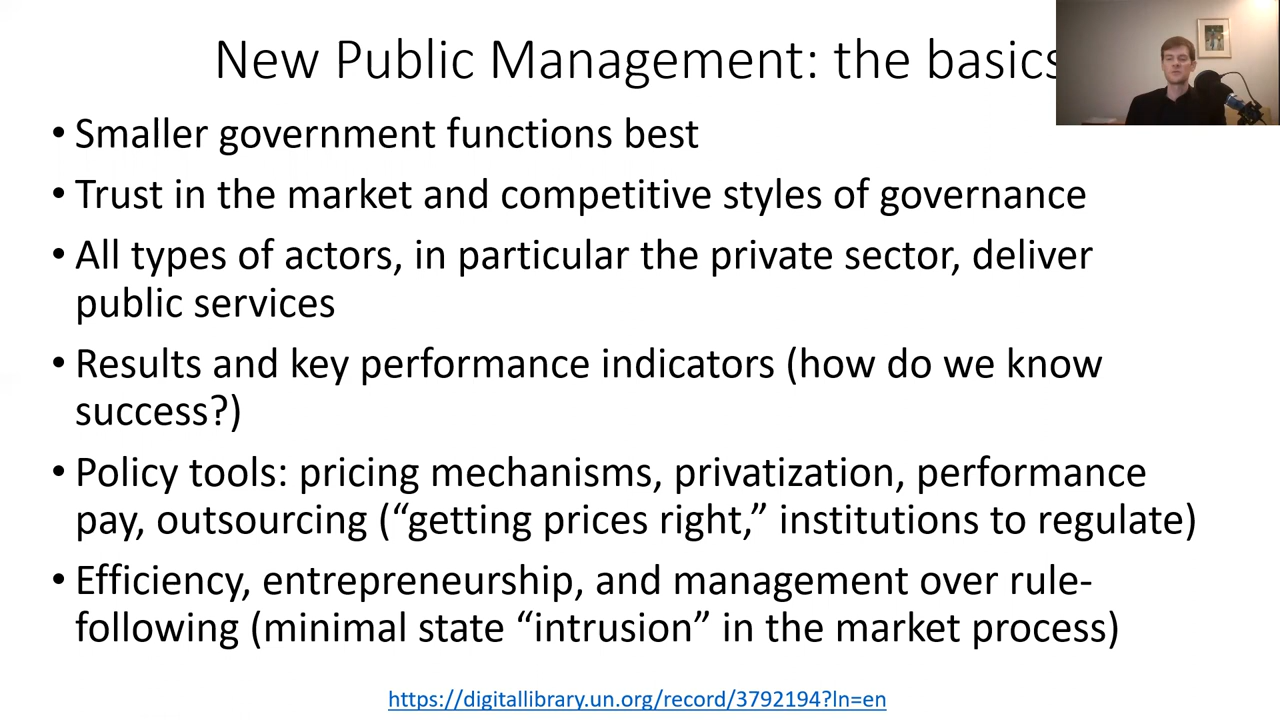 New Public Management: the basics
• Smaller government functions best
• Trust in the market and competitive styles of governance
• All types of actors, in particular the private sector, deliver
public services
• Results and key performance indicators (how do we know
success?)
• Policy tools: pricing mechanisms, privatization, performance
pay, outsourcing (“getting prices right,” institutions to regulate)
• Efficiency, entrepreneurship, and management over rule-
following (minimal state “intrusion” in the market process)
https://digitallibrary.un.org/record/3792194?ln=en